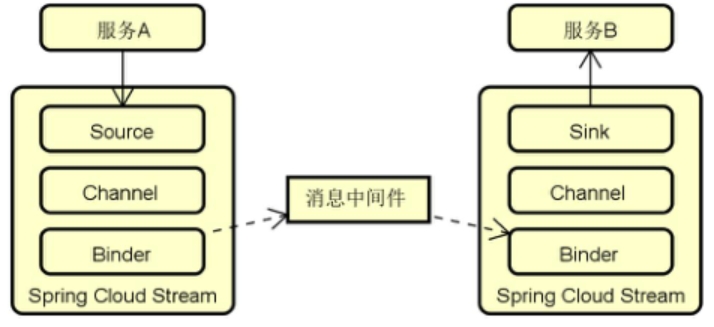 服务A
服务B
Source
Sink
Channel
Channel
消息中间件
Binder
Binder
Spring Cloud Stream
Spring Cloud Stream